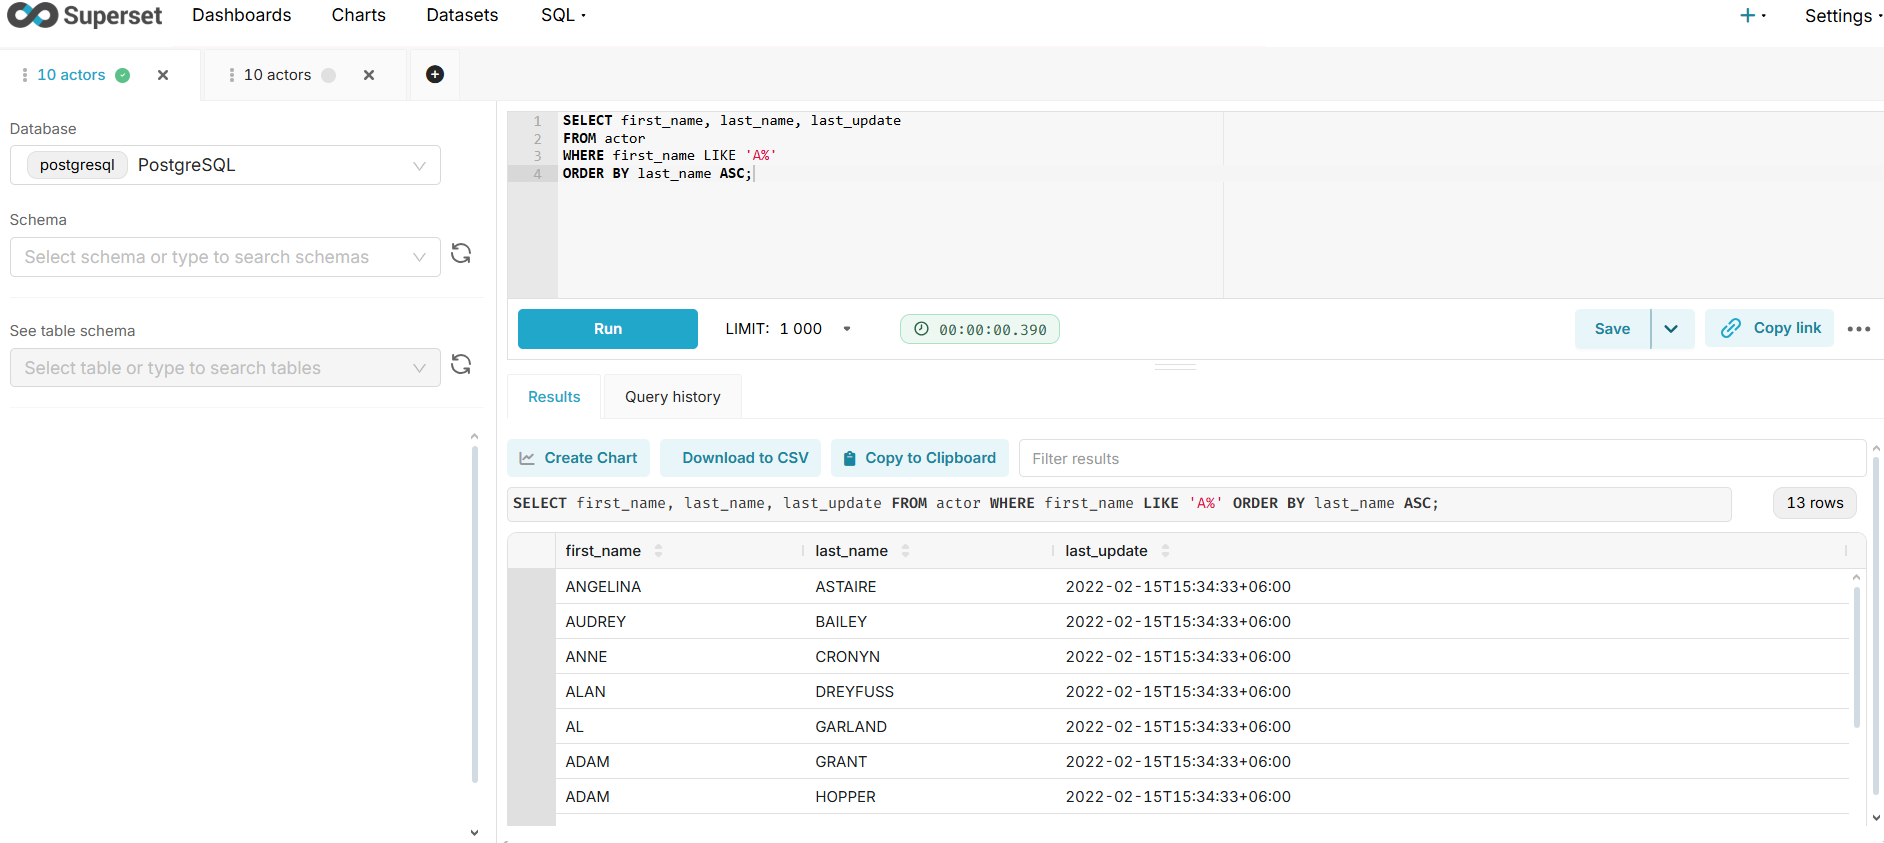 Superset Dashboards Charts Datasets SQL Settings
10 actors 10 actors
Database
postgresql PostgreSQL
Schema
Select schema or type to search schemas
See table schema
Select table or type to search tables
1 SELECT first_name, last_name, last_update
2 FROM actor
3 WHERE first_name LIKE 'A%'
4 ORDER BY last_name ASC;
Run LIMIT: 1 000 00:00:00.390 Save Copy link
Results Query history
Create Chart Download to CSV Copy to Clipboard Filter results
SELECT first_name, last_name, last_update FROM actor WHERE first_name LIKE 'A%' ORDER BY last_name ASC; 13 rows
first_name last_name last_update
ANGELINA ASTAIRE 2022-02-15T15:34:33+06:00
AUDREY BAILEY 2022-02-15T15:34:33+06:00
ANNE CRONYN 2022-02-15T15:34:33+06:00
ALAN DREYFUSS 2022-02-15T15:34:33+06:00
AL GARLAND 2022-02-15T15:34:33+06:00
ADAM GRANT 2022-02-15T15:34:33+06:00
ADAM HOPPER 2022-02-15T15:34:33+06:00